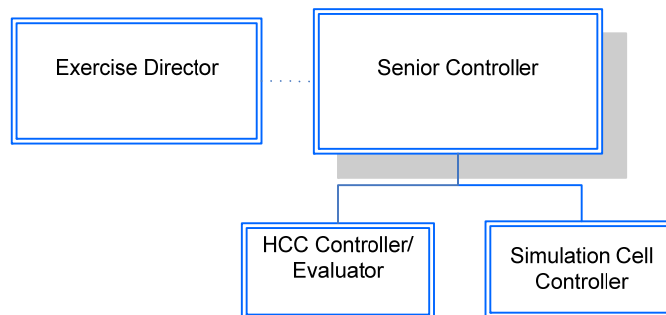 Exercise Director
Senior Controller
HCC Controller/
Evaluator
Simulation Cell
Controller